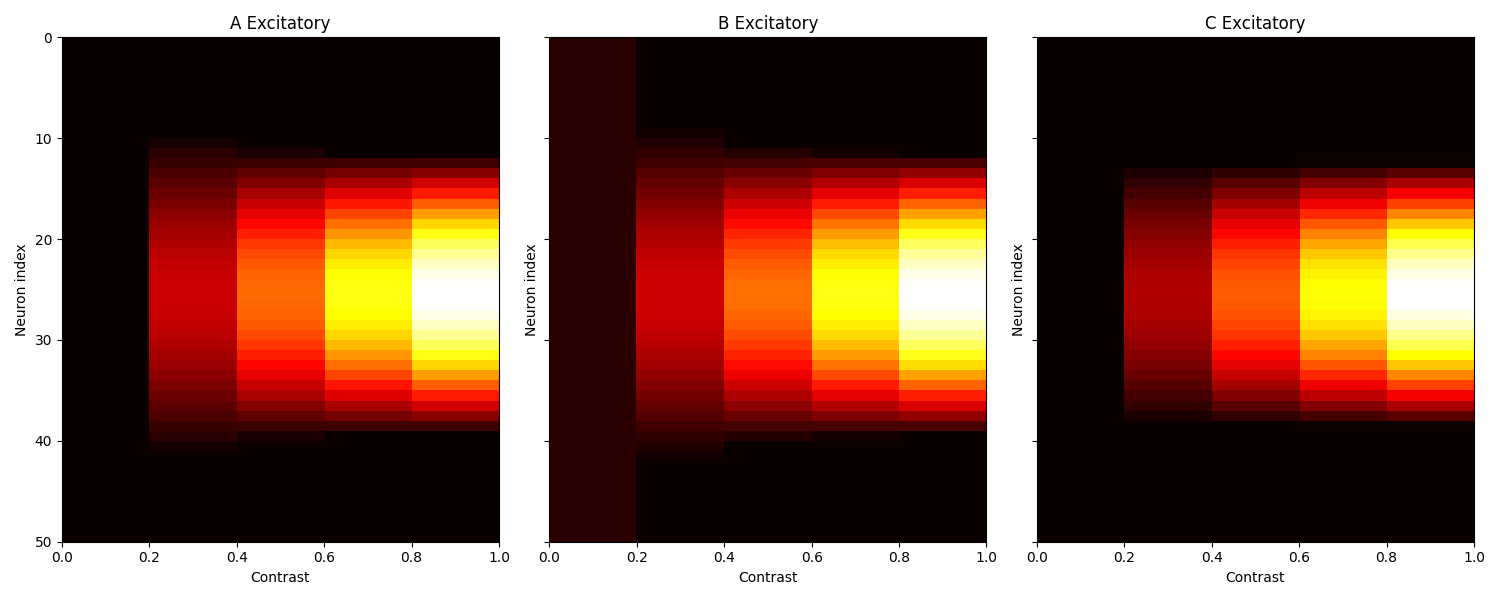 A Excitatory
B Excitatory
C Excitatory
0
10
20
30
40
50
Neuron index
Neuron index
Neuron index
0.0 0.2 0.4 0.6 0.8 1.0
0.0 0.2 0.4 0.6 0.8 1.0
0.0 0.2 0.4 0.6 0.8 1.0
Contrast
Contrast
Contrast